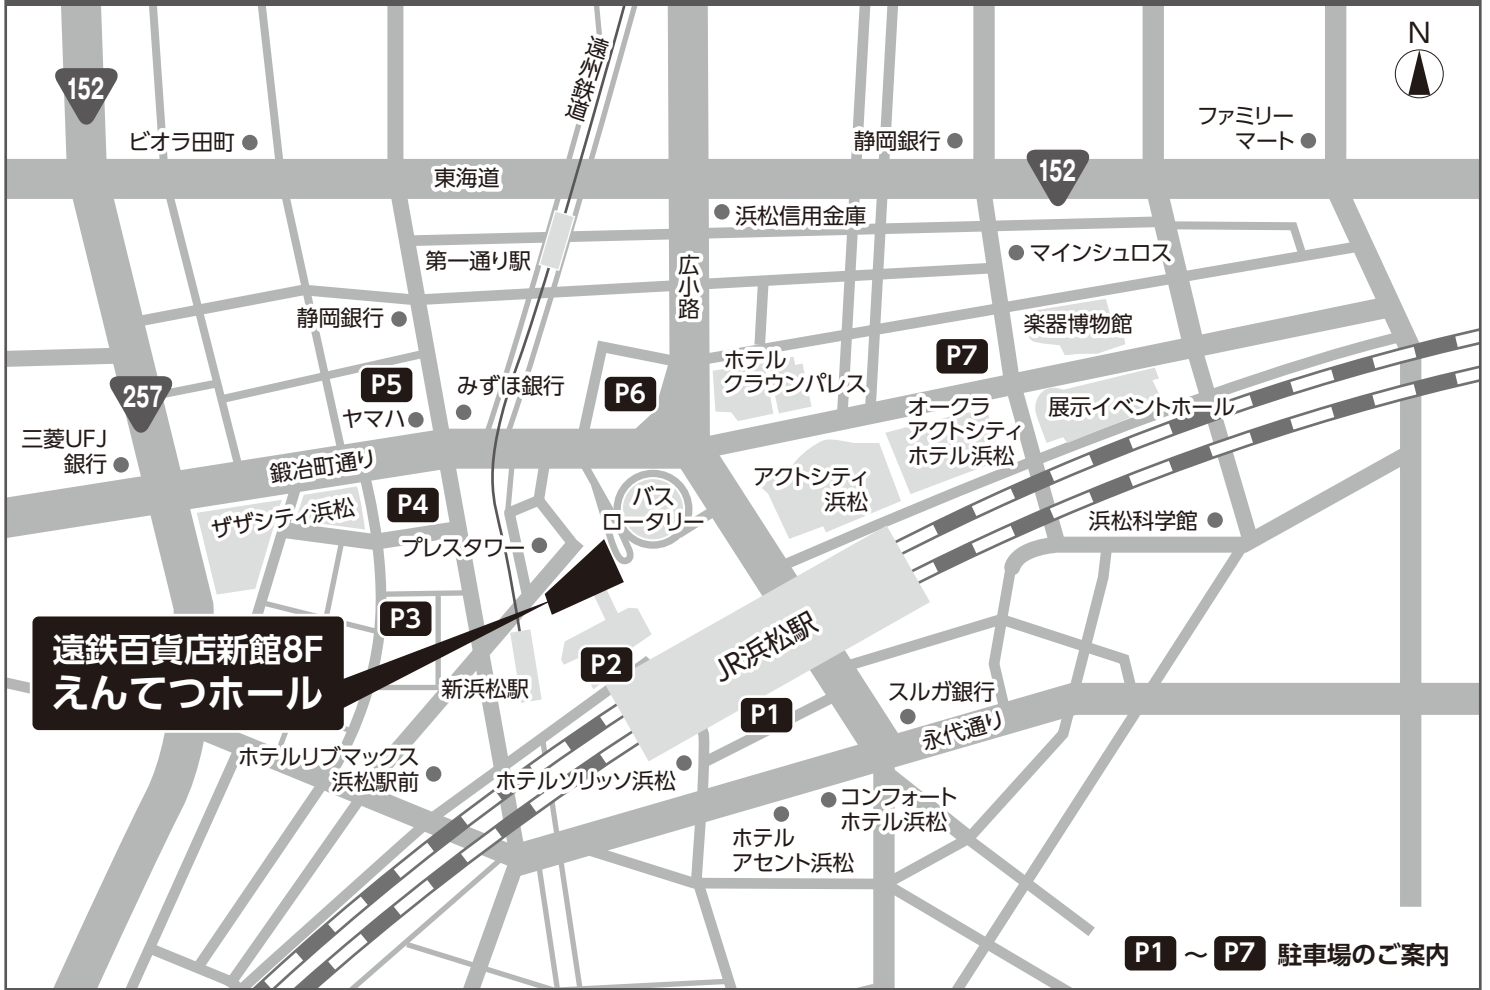 N
152
遠州鉄道
ビオラ田町
静岡銀行
ファミリー
マート
152
東海道
浜松信用金庫
第一通り駅
マインシュロス
広小路
静岡銀行
楽器博物館
P7
ホテル
クラウンパレス
P5
みずほ銀行
P6
257
ヤマハ
オークラ
アクトシティ
ホテル浜松
展示イベントホール
三菱UFJ
銀行
鍛冶町通り
アクトシティ
浜松
バス
ロータリー
P4
ザザシティ浜松
浜松科学館
プレスタワー
P3
遠鉄百貨店新館8F
えんてつホール
JR浜松駅
P2
新浜松駅
スルガ銀行
P1
永代通り
ホテルリブマックス
浜松駅前
ホテルソリッソ浜松
コンフォート
ホテル浜松
ホテル
アセント浜松
P1 ～ P7 駐車場のご案内